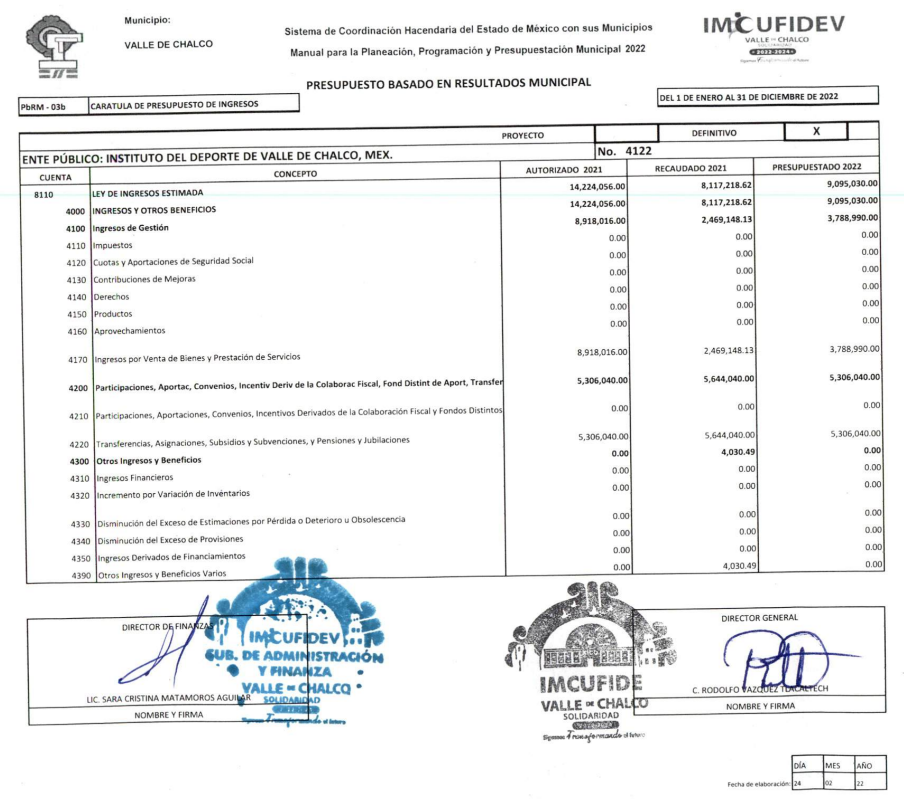 Municipio:
VALLE DE CHALCO
Sistema de Coordinación Hacendaria del Estado de México con sus Municipios
Manual para la Planeación, Programación y Presupuestación Municipal 2022
IMCUFIDEV
VALLE DE CHALCO
SOLIDARIDAD
2022-2024
PRESUPUESTO BASADO EN RESULTADOS MUNICIPAL
PbRM - 03b CARATULA DE PRESUPUESTO DE INGRESOS
DEL 1 DE ENERO AL 31 DE DICIEMBRE DE 2022
PROYECTO DEFINITIVO X
ENTE PÚBLICO: INSTITUTO DEL DEPORTE DE VALLE DE CHALCO, MEX. No. 4122
CUENTA CONCEPTO AUTORIZADO 2021 RECAUDADO 2021 PRESUPUESTADO 2022
8110 LEY DE INGRESOS ESTIMADA 14,224,056.00 8,117,218.62 9,095,030.00
4000 INGRESOS Y OTROS BENEFICIOS 14,224,056.00 8,117,218.62 9,095,030.00
4100 Ingresos de Gestión 8,918,016.00 2,469,148.13 3,788,990.00
4110 Impuestos 0.00 0.00 0.00
4120 Cuotas y Aportaciones de Seguridad Social 0.00 0.00 0.00
4130 Contribuciones de Mejoras 0.00 0.00 0.00
4140 Derechos 0.00 0.00 0.00
4150 Productos 0.00 0.00 0.00
4160 Aprovechamientos 0.00 0.00 0.00
4170 Ingresos por Venta de Bienes y Prestación de Servicios 8,918,016.00 2,469,148.13 3,788,990.00
4200 Participaciones, Aportac, Convenios, Incentiv Deriv de la Colaborac Fiscal, Fond Distint de Aport, Transfer 5,306,040.00 5,644,040.00 5,306,040.00
4210 Participaciones, Aportaciones, Convenios, Incentivos Derivados de la Colaboración Fiscal y Fondos Distintos 0.00 0.00 0.00
4220 Transferencias, Asignaciones, Subsidios y Subvenciones, y Pensiones y Jubilaciones 5,306,040.00 5,644,040.00 5,306,040.00
4300 Otros Ingresos y Beneficios 0.00 4,030.49 0.00
4310 Ingresos Financieros 0.00 0.00 0.00
4320 Incremento por Variación de Inventarios 0.00 0.00 0.00
4330 Disminución del Exceso de Estimaciones por Pérdida o Deterioro u Obsolescencia 0.00 0.00 0.00
4340 Disminución del Exceso de Provisiones 0.00 0.00 0.00
4350 Ingresos Derivados de Financiamientos 0.00 0.00 0.00
4390 Otros Ingresos y Beneficios Varios 0.00 4,030.49 0.00
DIRECTOR DE FINANZAS
LIC. SARA CRISTINA MATAMOROS AGUILAR
NOMBRE Y FIRMA
IMCUFIDEV
SUB. DE ADMINISTRACIÓN
Y FINANZA
VALLE DE CHALCO
SOLIDARIDAD
Sigamos Transformando el futuro
IMCUFIDE
VALLE DE CHALCO
SOLIDARIDAD
Sigamos Transformando el futuro
DIRECTOR GENERAL
C. RODOLFO VAZQUEZ TLACALTECH
NOMBRE Y FIRMA
DÍA MES AÑO
Fecha de elaboración: 24 02 22